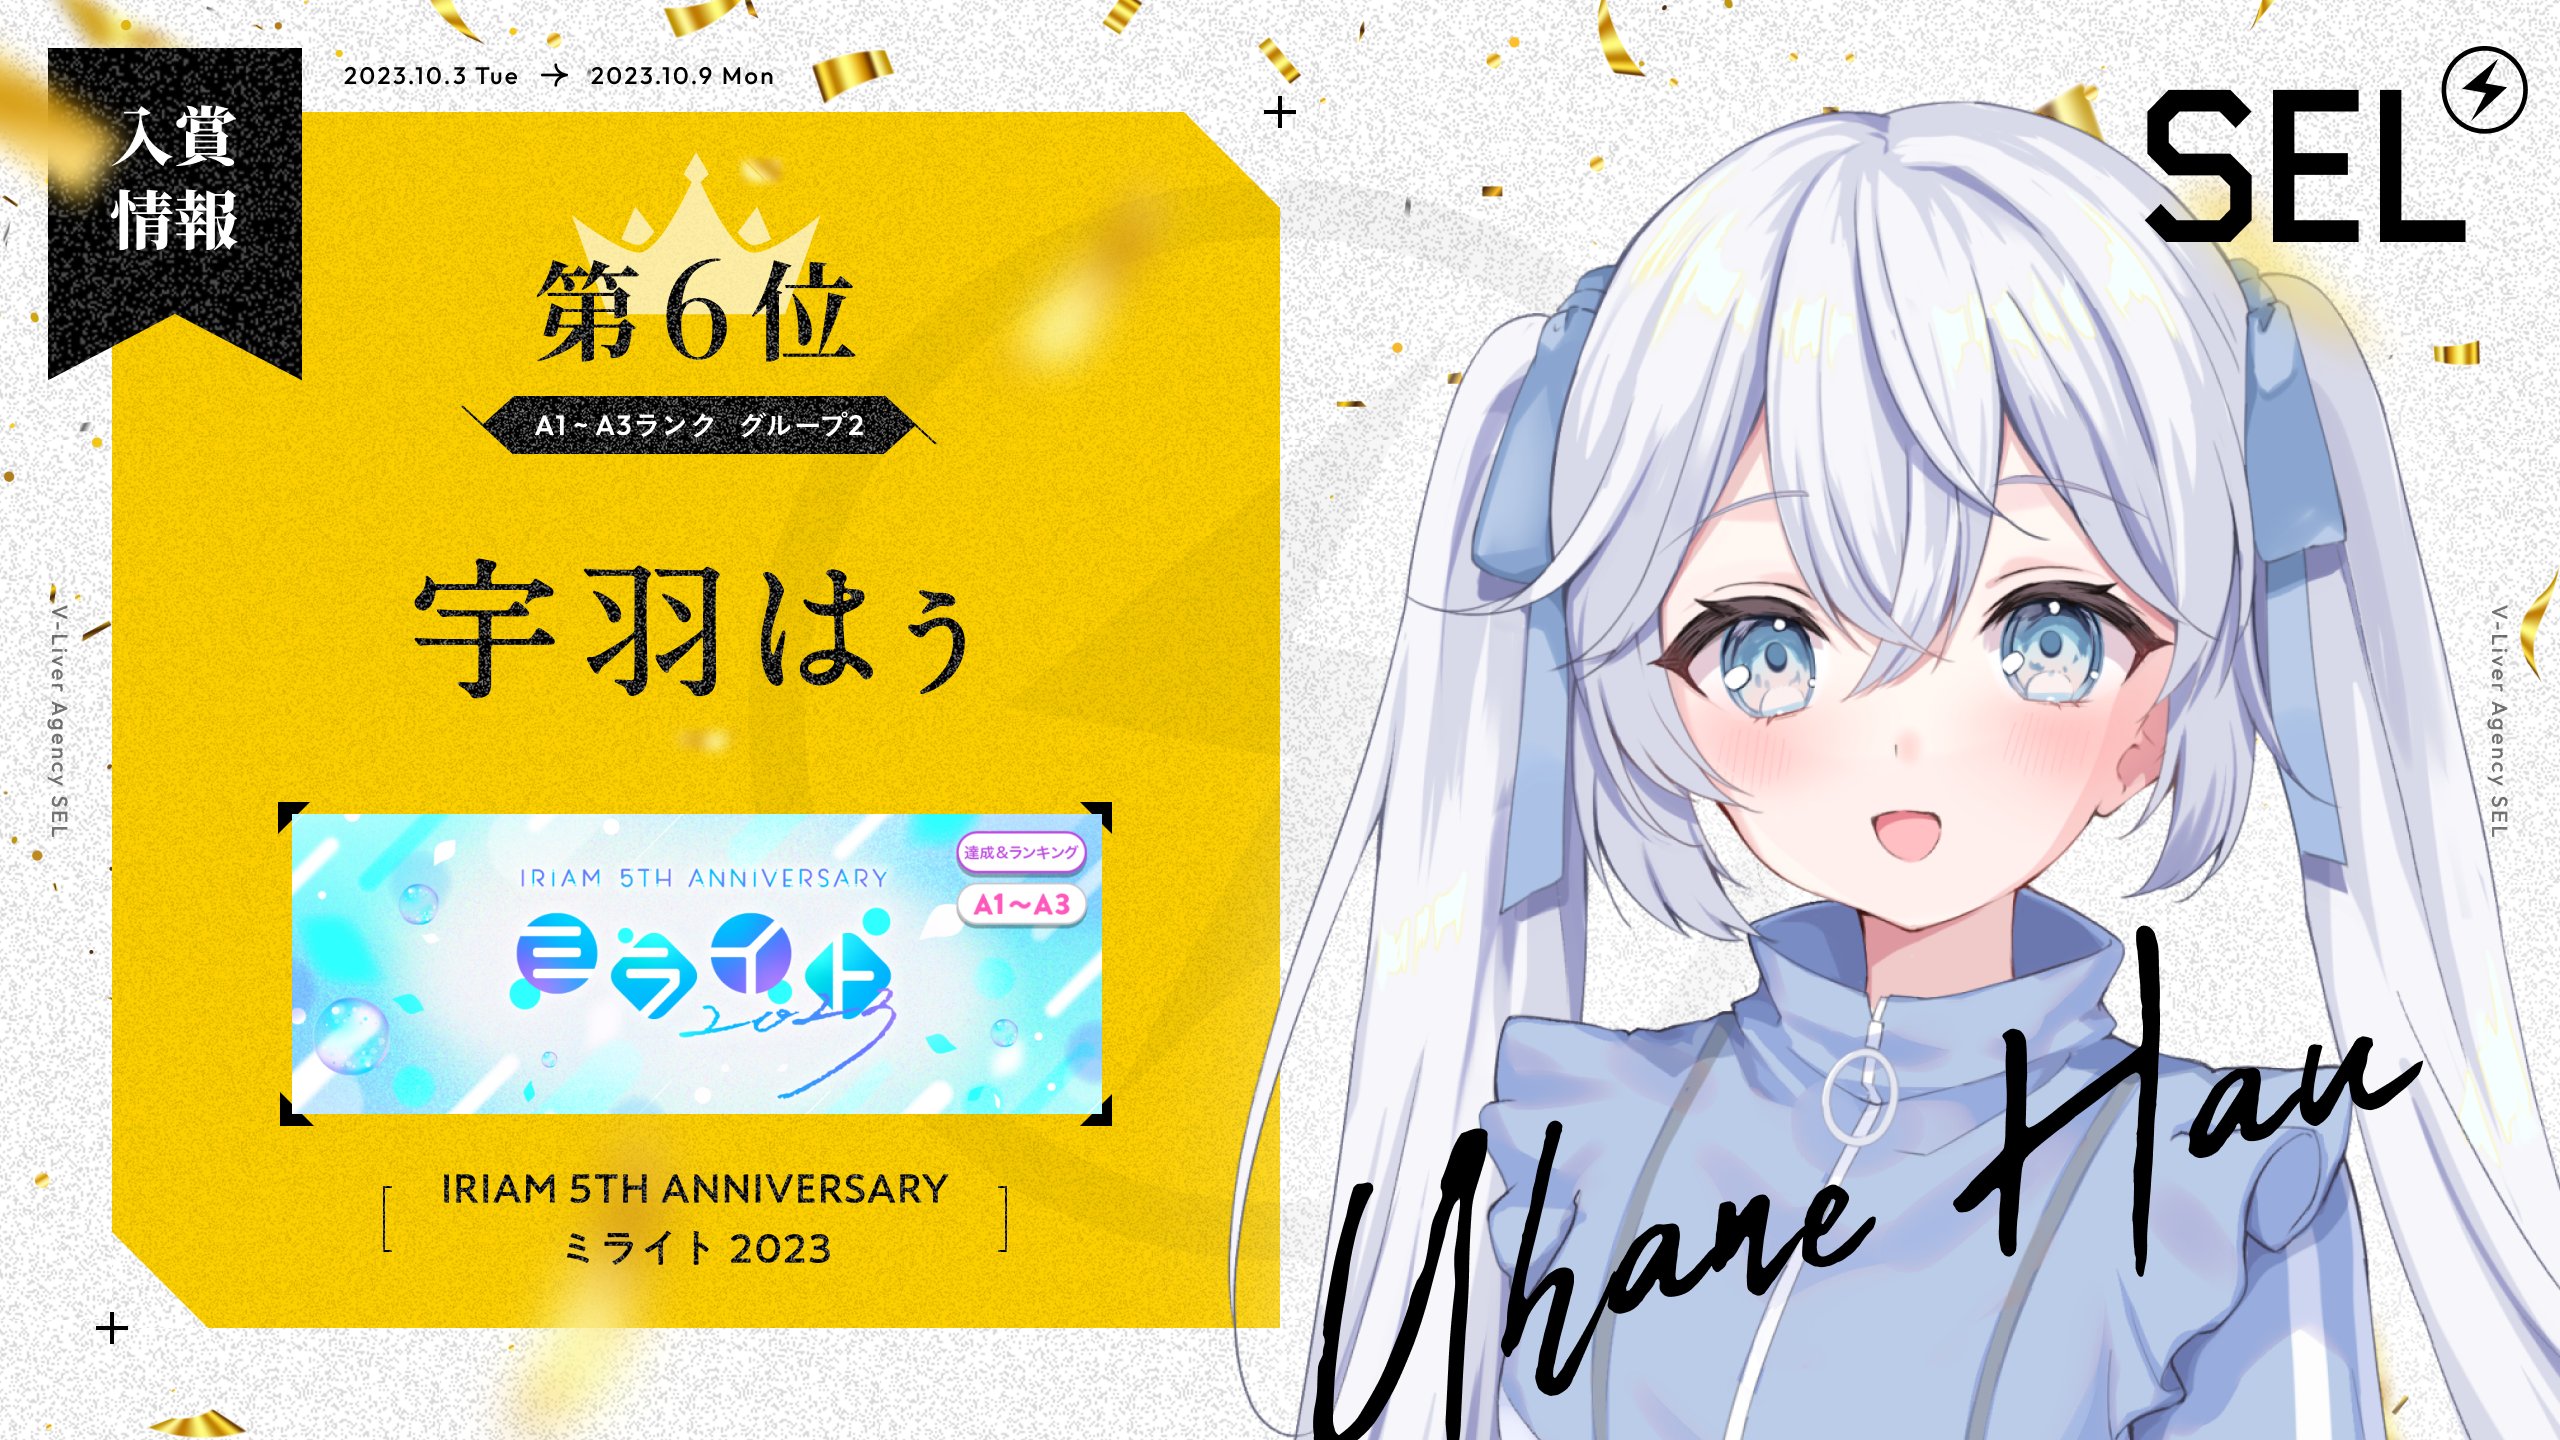 入賞
情報
2023.10.3 Tue → 2023.10.9 Mon
SEL
第6位
A1~A3ランク グループ2
宇羽はぅ
達成&ランキング
A1〜A3
IRIAM 5TH ANNIVERSARY
ミライト
2023
IRIAM 5TH ANNIVERSARY
ミライト 2023
Uhane Hau
V-Liver Agency SEL
V-Liver Agency SEL